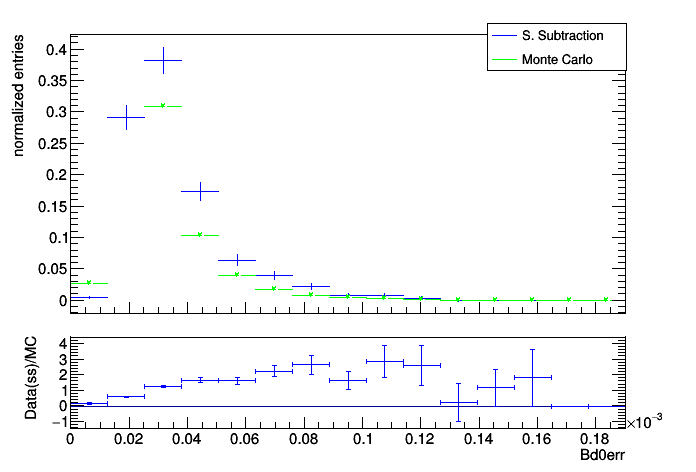 S. Subtraction
Monte Carlo
normalized entries
0.4
0.35
0.3
0.25
0.2
0.15
0.1
0.05
0
Data(ss)/MC
4
3
2
1
0
−1
0 0.02 0.04 0.06 0.08 0.1 0.12 0.14 0.16 0.18
×10⁻³
Bd0err